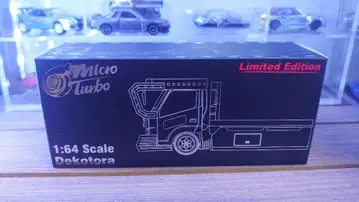 Micro
Turbo
Limited Edition
1:64 Scale
Dekotora